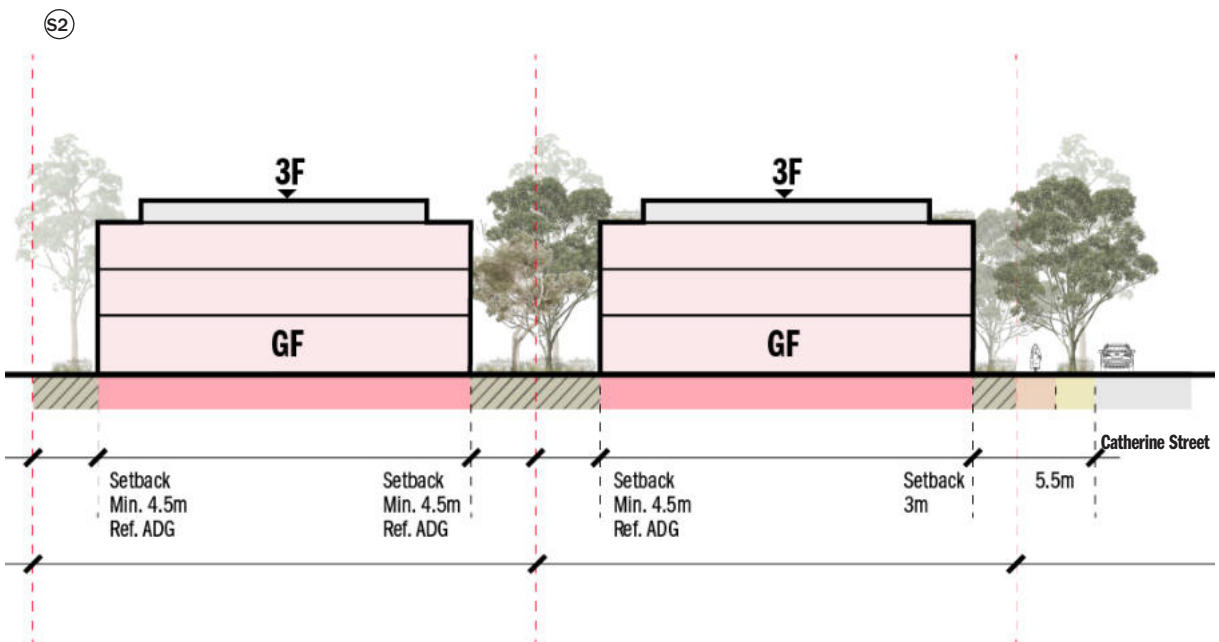 S2
3F
3F
GF
GF
Catherine Street
Setback
Min. 4.5m
Ref. ADG
Setback
Min. 4.5m
Ref. ADG
Setback
Min. 4.5m
Ref. ADG
Setback
3m
5.5m